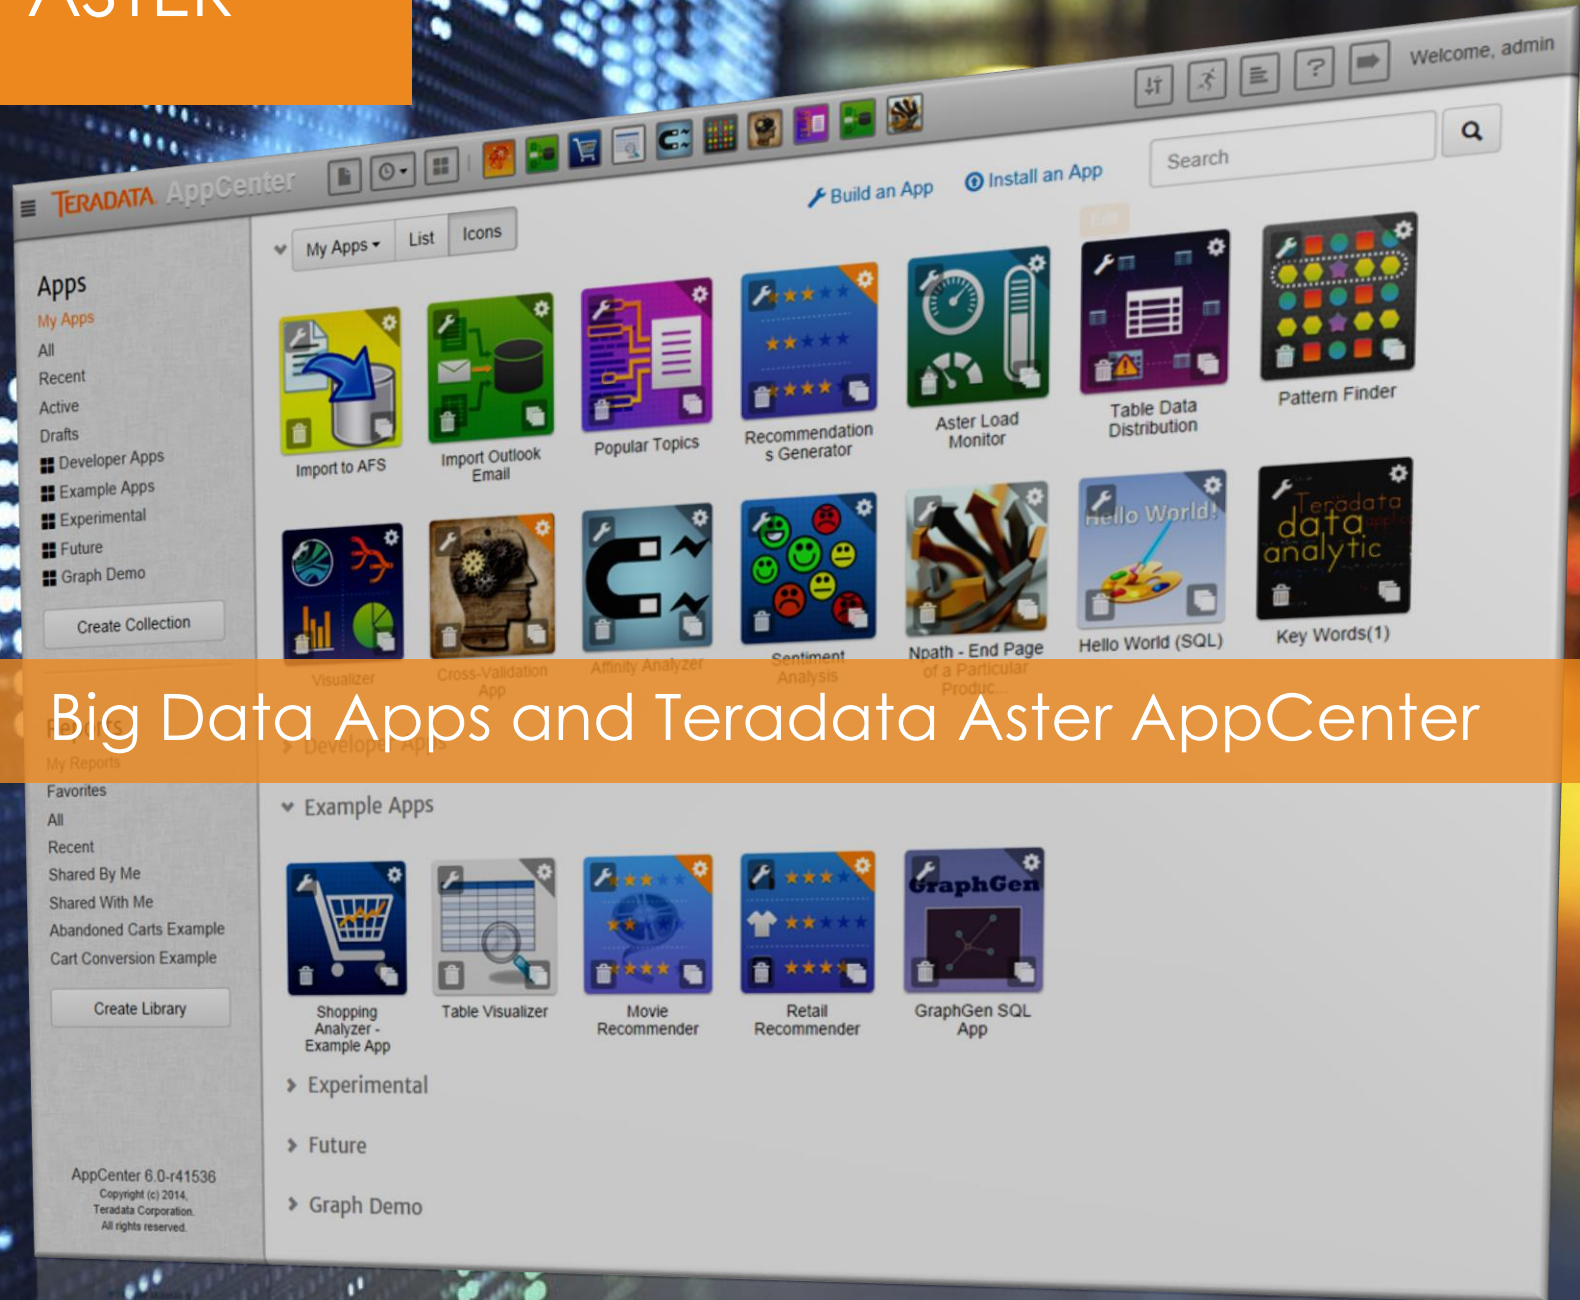 ASTER
TERADATA AppCenter
Welcome, admin
Build an App
Install an App
Search
Apps
My Apps
All
Recent
Active
Drafts
Developer Apps
Example Apps
Experimental
Future
Graph Demo
Create Collection
My Apps
List
Icons
Edit
Import to AFS
Import Outlook
Email
Popular Topics
Recommendation
s Generator
Aster Load
Monitor
Table Data
Distribution
Pattern Finder
Hello World!
Teradata
data
analytic
Visualizer
Cross-Validation
App
Affinity Analyzer
Sentiment
Analysis
Npath - End Page
of a Particular
Produc...
Hello World (SQL)
Key Words(1)
Big Data Apps and Teradata Aster AppCenter
Reports
My Reports
Favorites
All
Recent
Shared By Me
Shared With Me
Abandoned Carts Example
Cart Conversion Example
Create Library
Developer Apps
Example Apps
GraphGen
Shopping
Analyzer -
Example App
Table Visualizer
Movie
Recommender
Retail
Recommender
GraphGen SQL
App
Experimental
Future
Graph Demo
AppCenter 6.0-r41536
Copyright (c) 2014,
Teradata Corporation.
All rights reserved.